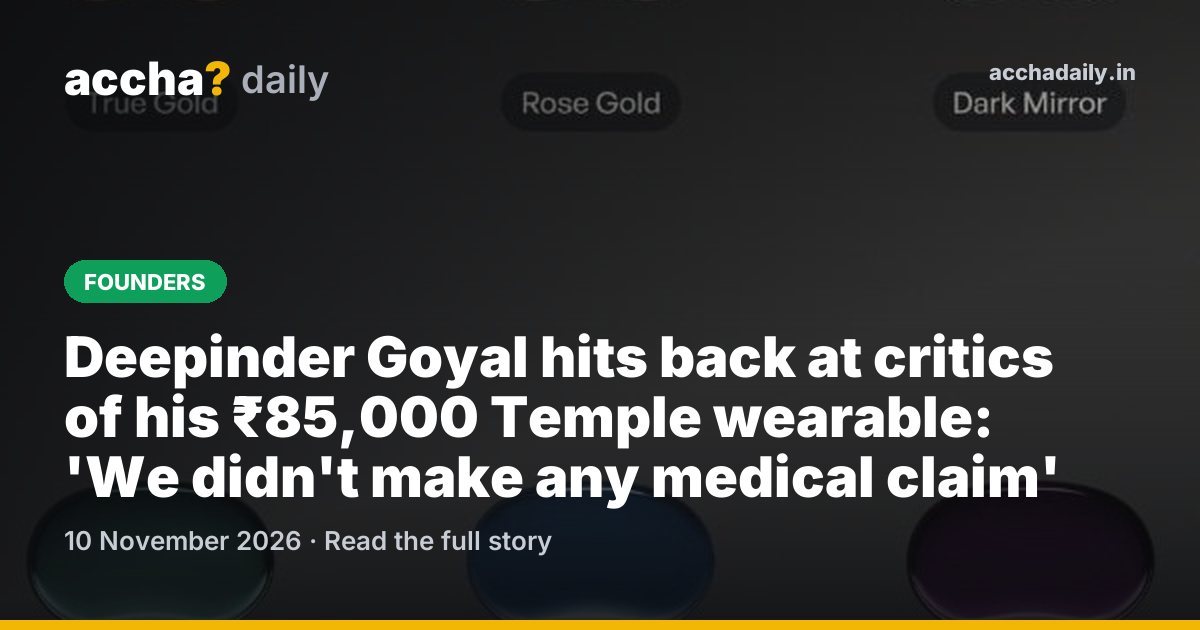 accha? daily
acchadaily.in
True Gold
Rose Gold
Dark Mirror
FOUNDERS
Deepinder Goyal hits back at critics
of his ₹85,000 Temple wearable:
'We didn't make any medical claim'
10 November 2026 · Read the full story